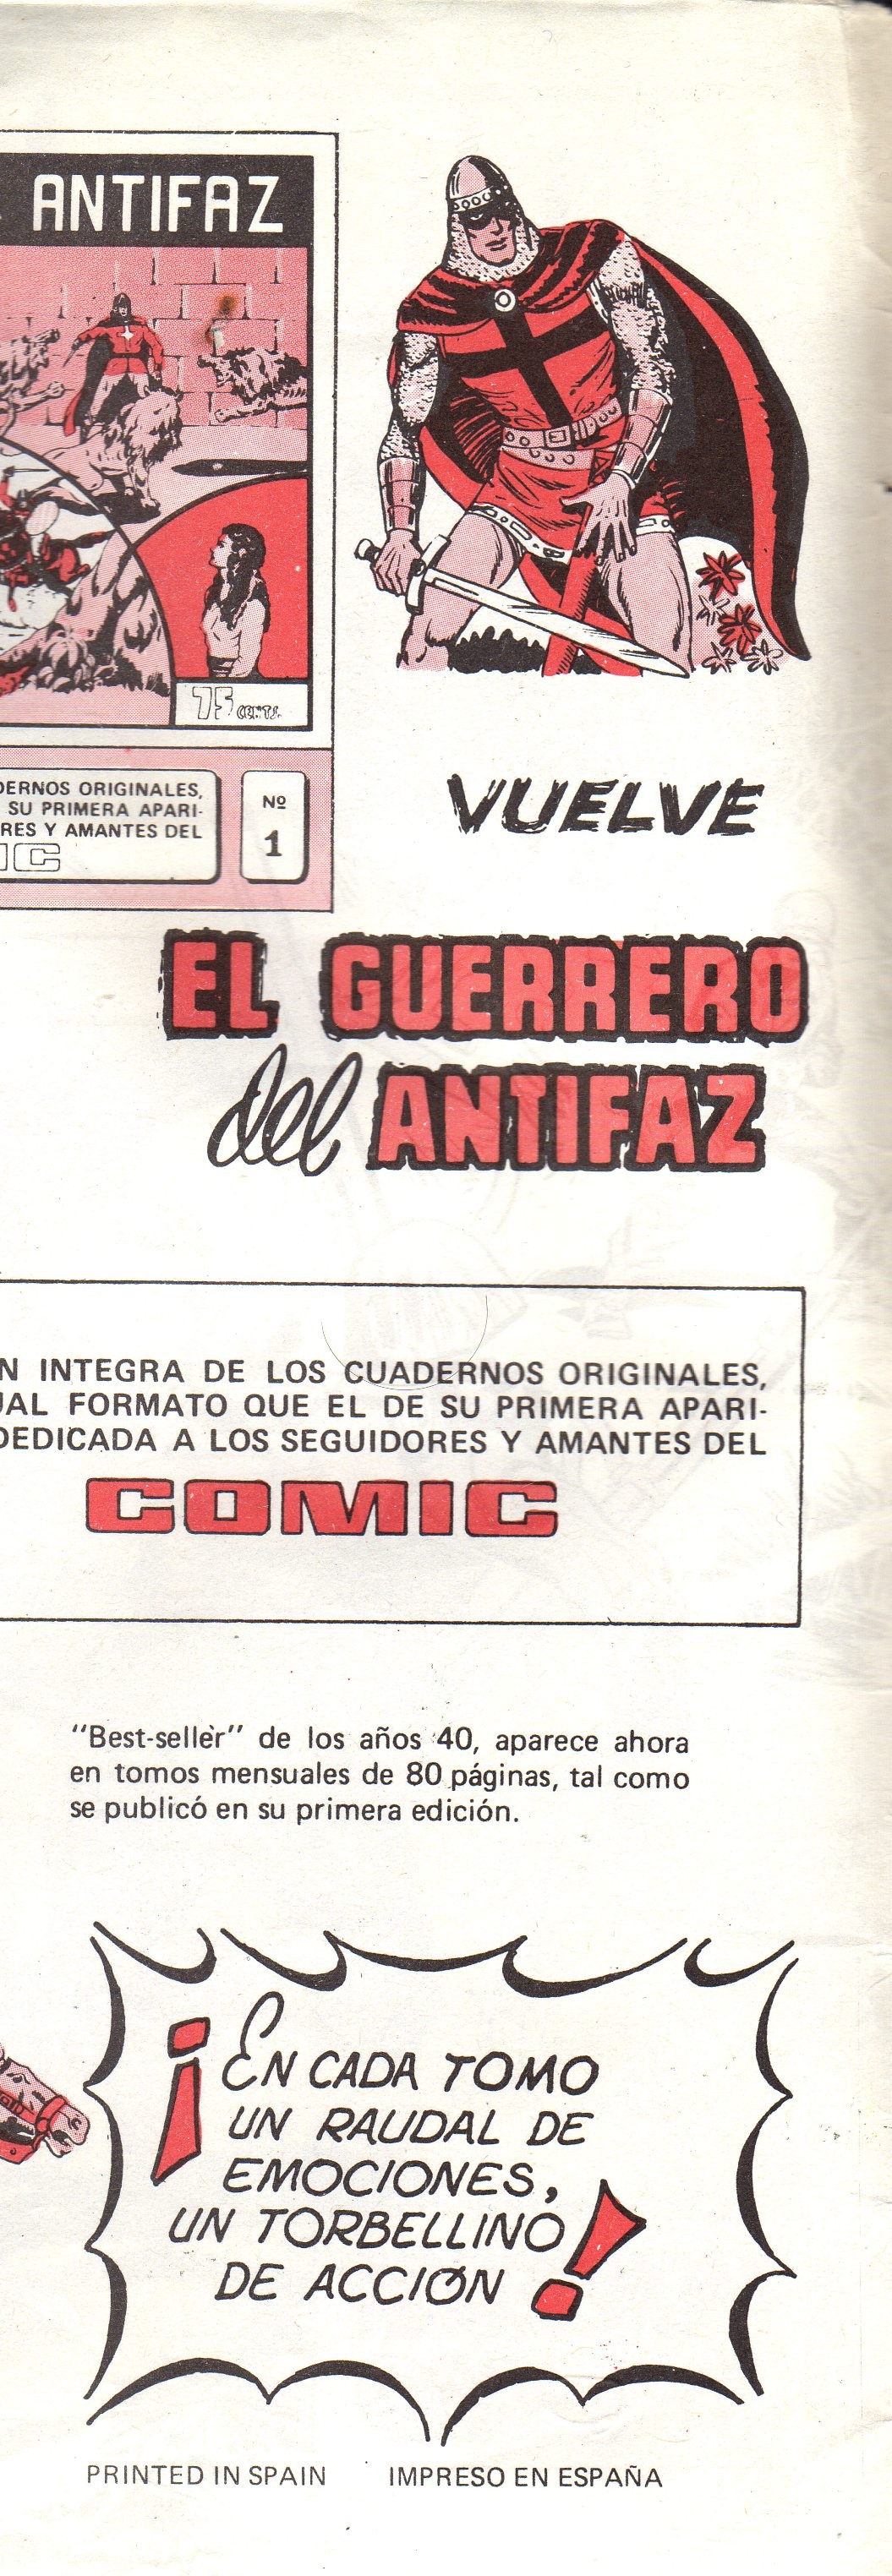 ANTIFAZ
75 CENTS.
ORIGINALES,
SU PRIMERA APARI-
Y AMANTES DEL
Nº
1
VUELVE
EL GUERRERO
del ANTIFAZ
INTEGRA DE LOS CUADERNOS ORIGINALES,
FORMATO QUE EL DE SU PRIMERA APARI-
DEDICADA A LOS SEGUIDORES Y AMANTES DEL
COMIC
"Best-seller" de los años 40, aparece ahora
en tomos mensuales de 80 páginas, tal como
se publicó en su primera edición.
¡EN CADA TOMO
UN RAUDAL DE
EMOCIONES,
UN TORBELLINO
DE ACCIÓN!
PRINTED IN SPAIN IMPRESO EN ESPAÑA